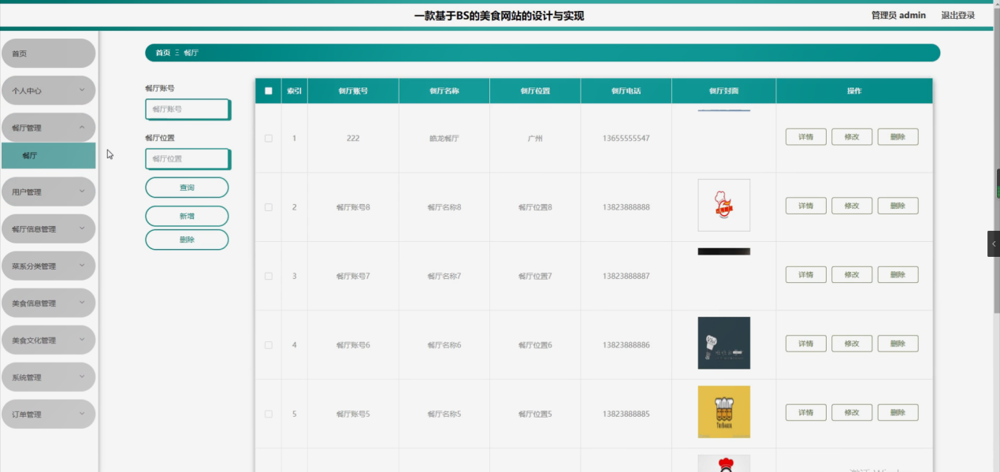 一款基于BS的美食网站的设计与实现
管理员 admin 退出登录
首页
个人中心
餐厅管理
餐厅
用户管理
餐厅信息管理
菜系分类管理
美食信息管理
美食文化管理
系统管理
订单管理
首页 Ξ 餐厅
餐厅账号
餐厅账号
餐厅位置
餐厅位置
查询
新增
删除
索引 餐厅账号 餐厅名称 餐厅位置 餐厅电话 餐厅封面 操作
1 222 皓龙餐厅 广州 13655555547 详情 修改 删除
2 餐厅账号8 餐厅名称8 餐厅位置8 13823888888 详情 修改 删除
3 餐厅账号7 餐厅名称7 餐厅位置7 13823888887 详情 修改 删除
4 餐厅账号6 餐厅名称6 餐厅位置6 13823888886 详情 修改 删除
5 餐厅账号5 餐厅名称5 餐厅位置5 13823888885 详情 修改 删除